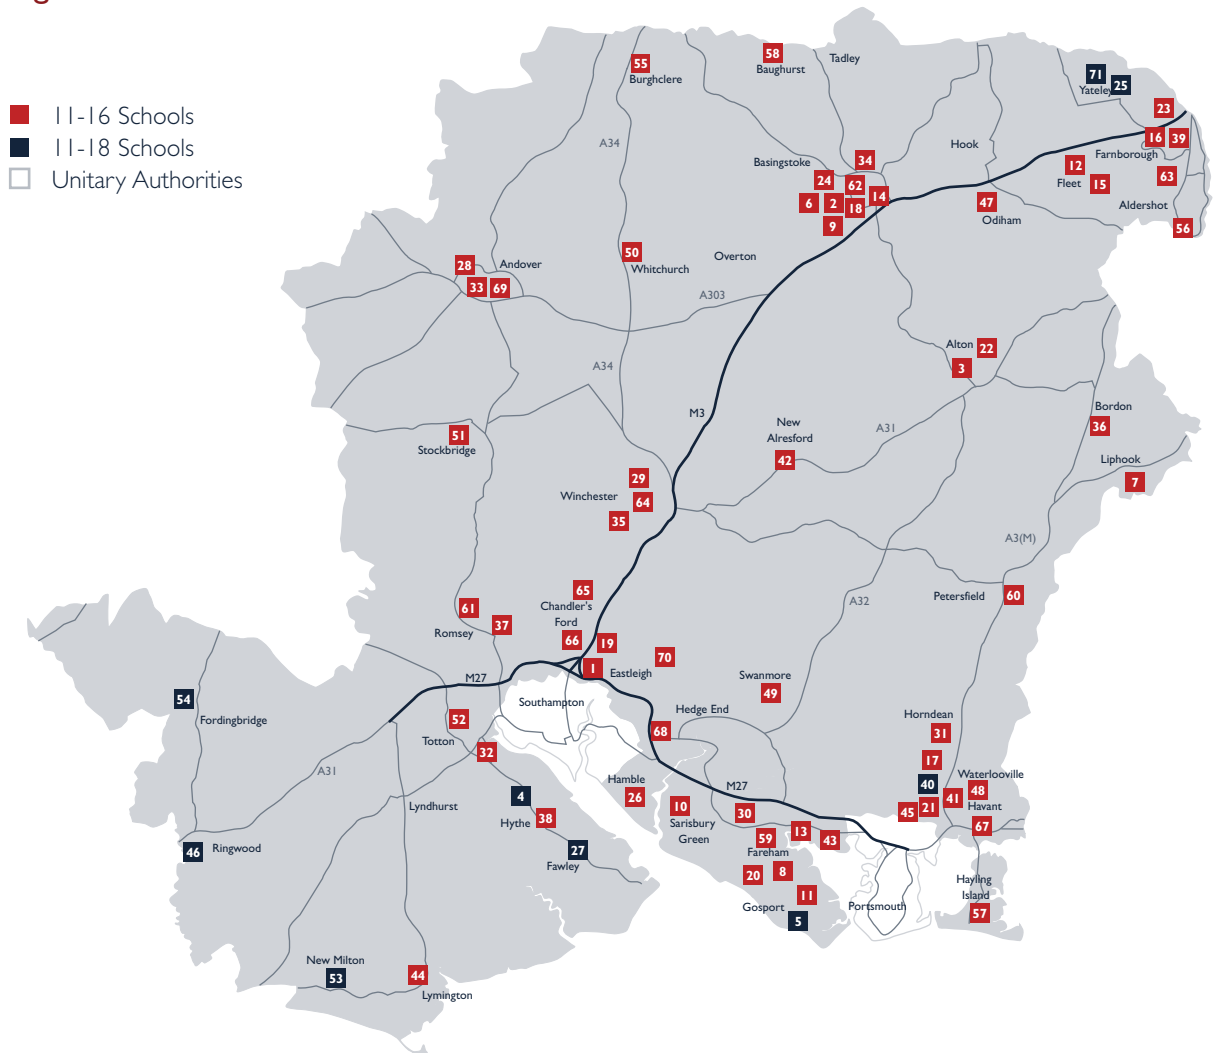 11-16 Schools
11-18 Schools
Unitary Authorities
58
Tadley
55
Baughurst
Burghclere
71
25
Yateley
23
16
39
A34
Hook
Farnborough
Basingstoke
34
12
Fleet
15
63
24
62
14
6
2
18
47
Aldershot
9
Odiham
56
50
Whitchurch
Overton
28
Andover
33
69
A303
A34
Alton
22
3
M3
Bordon
36
New
Alresford
A31
42
51
Stockbridge
Liphook
7
29
Winchester
64
35
A3(M)
65
Chandler's
Ford
A32
Petersfield
60
61
Romsey
37
66
19
1
Eastleigh
70
M27
Swanmore
49
54
Fordingbridge
Southampton
Hedge End
52
Totton
32
68
Horndean
31
17
A31
Hamble
26
M27
40
Waterlooville
48
41
Lyndhurst
4
Hythe
38
10
Sarisbury
Green
30
45
21
Havant
67
59
13
43
Fareham
46
Ringwood
27
Fawley
20
8
11
Gosport
5
Portsmouth
Hayling
Island
57
New Milton
53
44
Lymington